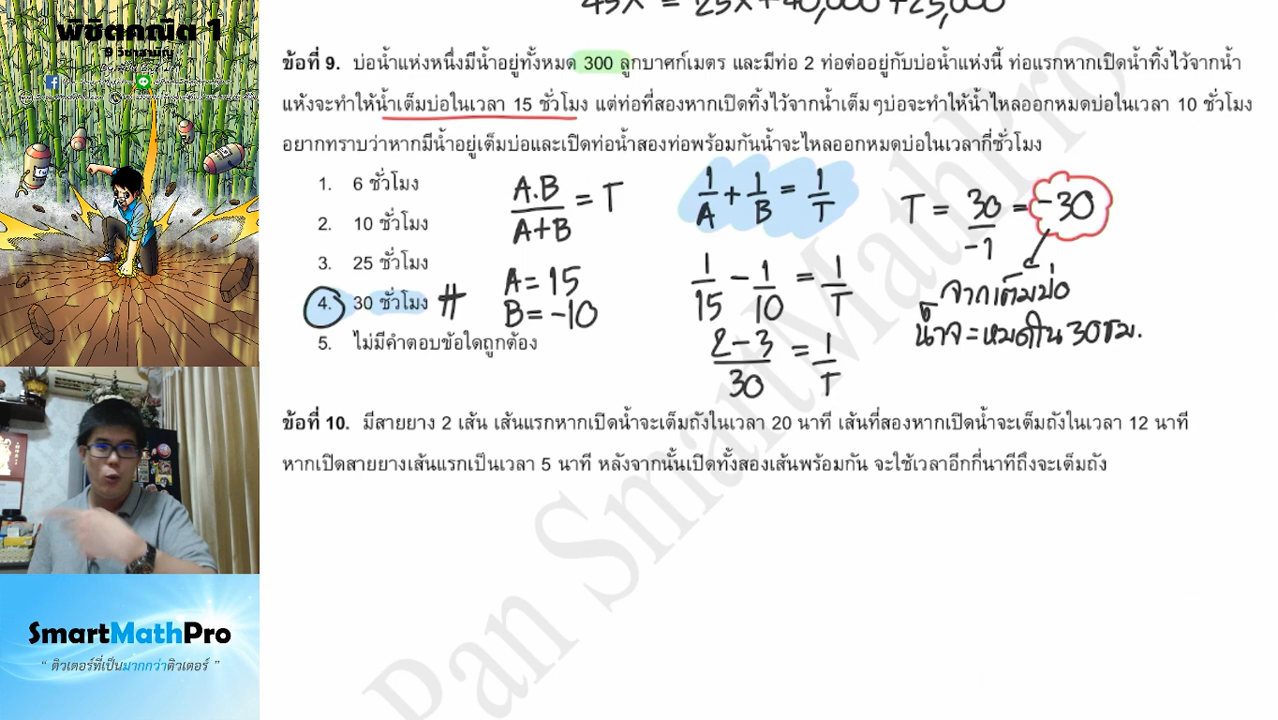 พิชิตคณิต 1
9 วิชาสามัญ
45x = 25x + 40,000 + 25,000
ข้อที่ 9. บ่อน้ำแห่งหนึ่งมีน้ำอยู่ทั้งหมด 300 ลูกบาศก์เมตร และมีท่อ 2 ท่อต่ออยู่กับบ่อน้ำแห่งนี้ ท่อแรกหากเปิดน้ำทิ้งไว้จากน้ำ
แห้งจะทำให้น้ำเต็มบ่อในเวลา 15 ชั่วโมง แต่ท่อที่สองหากเปิดทิ้งไว้จากน้ำเต็มๆบ่อจะทำให้น้ำไหลออกหมดบ่อในเวลา 10 ชั่วโมง
อยากทราบว่าหากมีน้ำอยู่เต็มบ่อและเปิดท่อน้ำสองท่อพร้อมกันน้ำจะไหลออกหมดบ่อในเวลากี่ชั่วโมง
1. 6 ชั่วโมง
2. 10 ชั่วโมง
3. 25 ชั่วโมง
4. 30 ชั่วโมง #
5. ไม่มีคำตอบข้อใดถูกต้อง
A.B/A+B = T
A = 15
B = -10
1/A + 1/B = 1/T
1/15 - 1/10 = 1/T
2-3/30 = 1/T
T = 30/-1 = -30
จากเต็มบ่อ
น้ำจะหมดใน 30 ชม.
ข้อที่ 10. มีสายยาง 2 เส้น เส้นแรกหากเปิดน้ำจะเต็มถังในเวลา 20 นาที เส้นที่สองหากเปิดน้ำจะเต็มถังในเวลา 12 นาที
หากเปิดสายยางเส้นแรกเป็นเวลา 5 นาที หลังจากนั้นเปิดทั้งสองเส้นพร้อมกัน จะใช้เวลาอีกกี่นาทีถึงจะเต็มถัง
Pan SmartMathPro
SmartMathPro
“ ติวเตอร์ที่เป็นมากกว่าติวเตอร์ ”